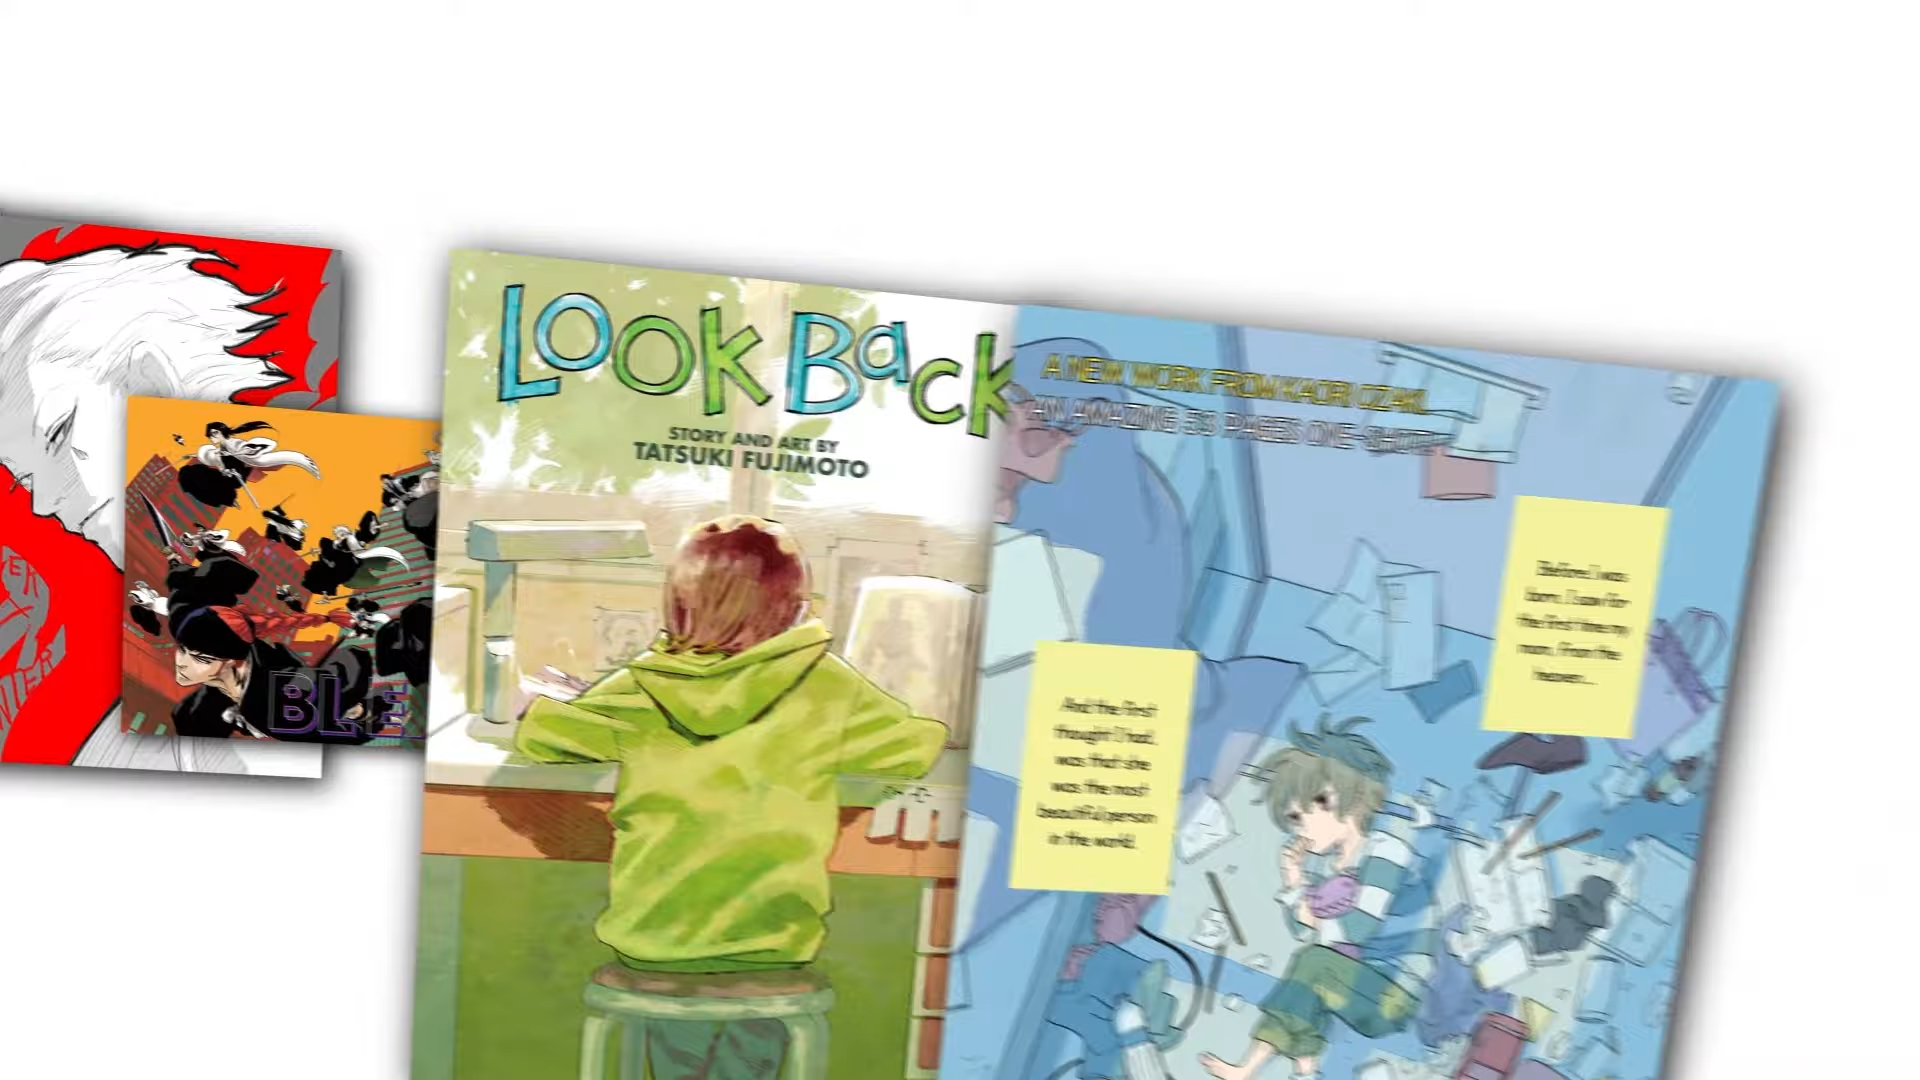 BLE
Look Back
STORY AND ART BY
TATSUKI FUJIMOTO
A NEW WORK FROM KAORI OZAKI,
AN AMAZING 53 PAGES ONE-SHOT!
Before I was
born, I saw for
the first time my
mom. From the
heaven...
And the first
thought I had,
was that she
was the most
beautiful person
in the world.